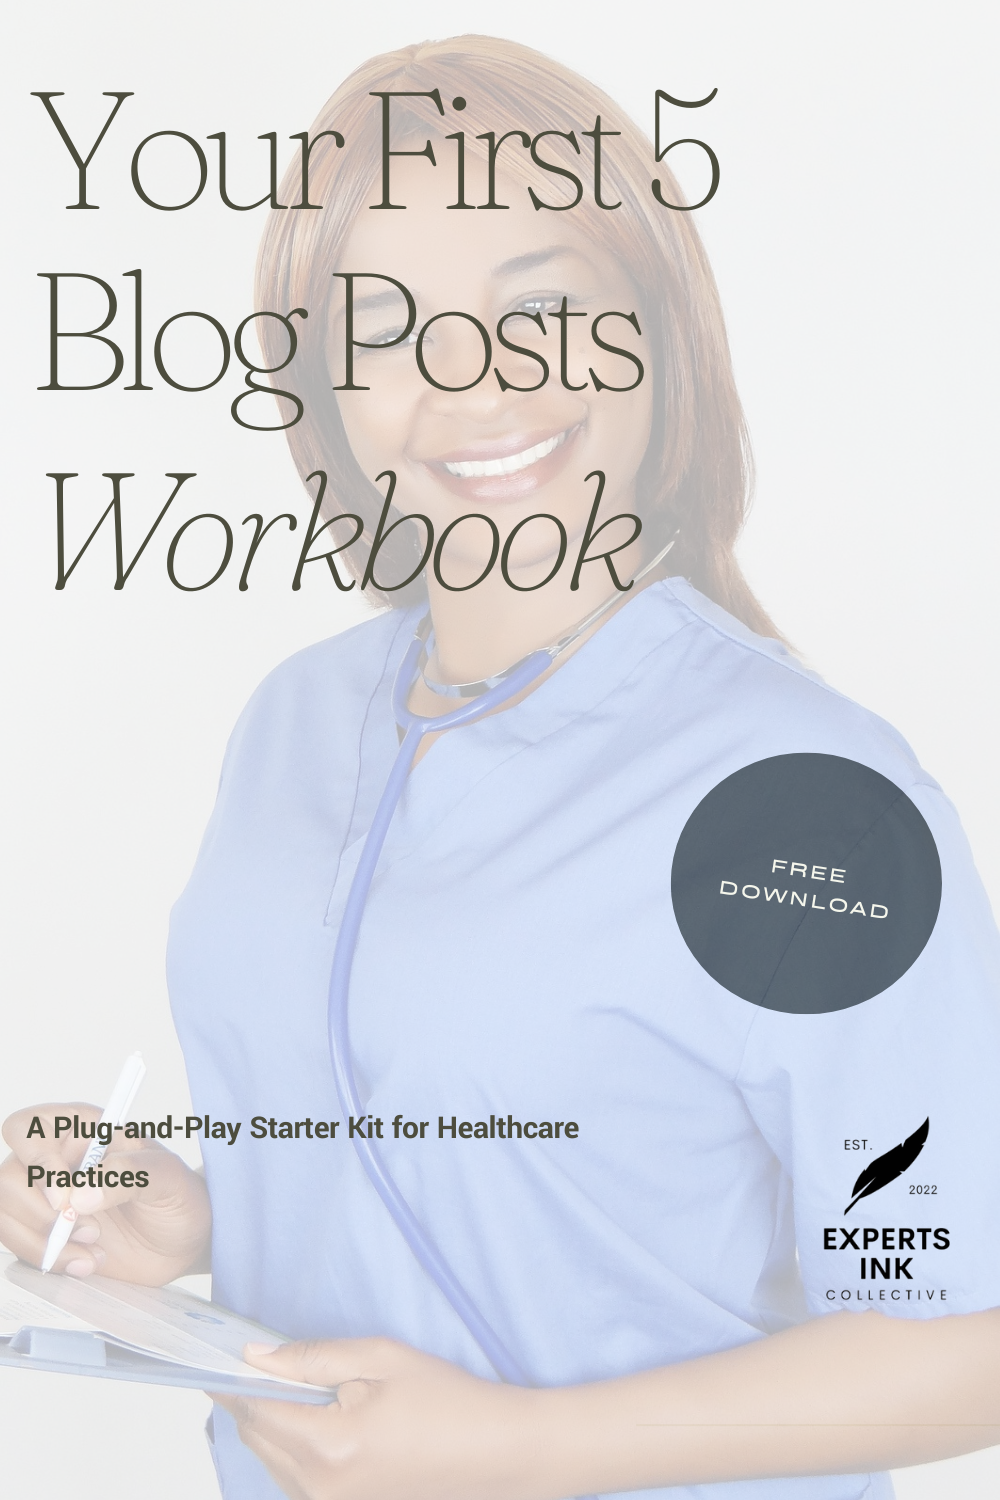 Your First 5
Blog Posts
Workbook
FREE
DOWNLOAD
A Plug-and-Play Starter Kit for Healthcare
Practices
EST.
2022
EXPERTS
INK
COLLECTIVE